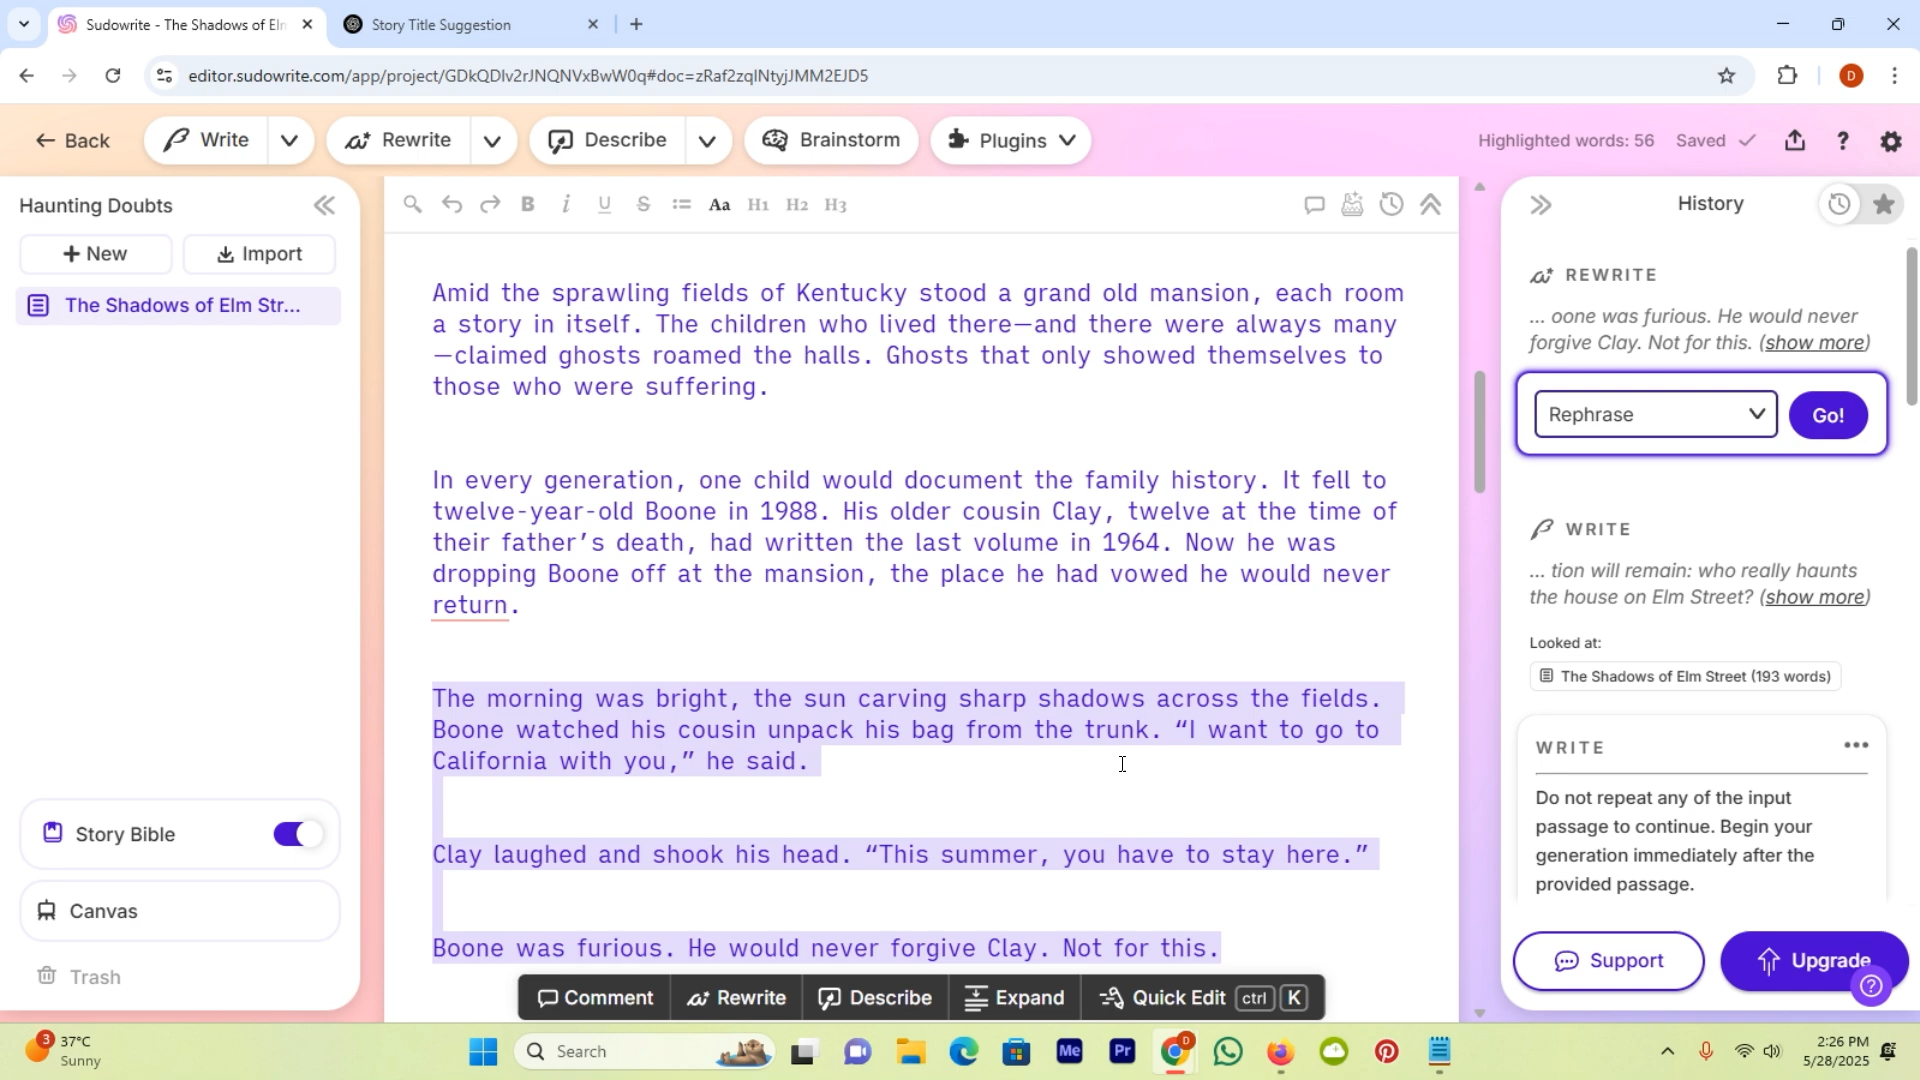 Sudowrite - The Shadows of Elm
Story Title Suggestion
editor.sudowrite.com/app/project/GDkQDIv2rJNQNVxBwW0q#doc=zRaf2zqlNtyjJMM2EJD5
D
Back
Write
Rewrite
Describe
Brainstorm
Plugins
Highlighted words: 56
Saved
?
Haunting Doubts
New
Import
The Shadows of Elm Str...
Story Bible
Canvas
Trash
B
i
U
S
Aa
H1
H2
H3
Amid the sprawling fields of Kentucky stood a grand old mansion, each room
a story in itself. The children who lived there—and there were always many
—claimed ghosts roamed the halls. Ghosts that only showed themselves to
those who were suffering.
In every generation, one child would document the family history. It fell to
twelve-year-old Boone in 1988. His older cousin Clay, twelve at the time of
their father’s death, had written the last volume in 1964. Now he was
dropping Boone off at the mansion, the place he had vowed he would never
return.
The morning was bright, the sun carving sharp shadows across the fields.
Boone watched his cousin unpack his bag from the trunk. “I want to go to
California with you,” he said.
Clay laughed and shook his head. “This summer, you have to stay here.”
Boone was furious. He would never forgive Clay. Not for this.
Comment
Rewrite
Describe
Expand
Quick Edit
ctrl
K
History
REWRITE
... oone was furious. He would never
forgive Clay. Not for this. (show more)
Rephrase
Go!
WRITE
... tion will remain: who really haunts
the house on Elm Street? (show more)
Looked at:
The Shadows of Elm Street (193 words)
WRITE
Do not repeat any of the input
passage to continue. Begin your
generation immediately after the
provided passage.
Support
Upgrade
?
3
37°C
Sunny
Search
Me
Pr
D
2:26 PM
5/28/2025